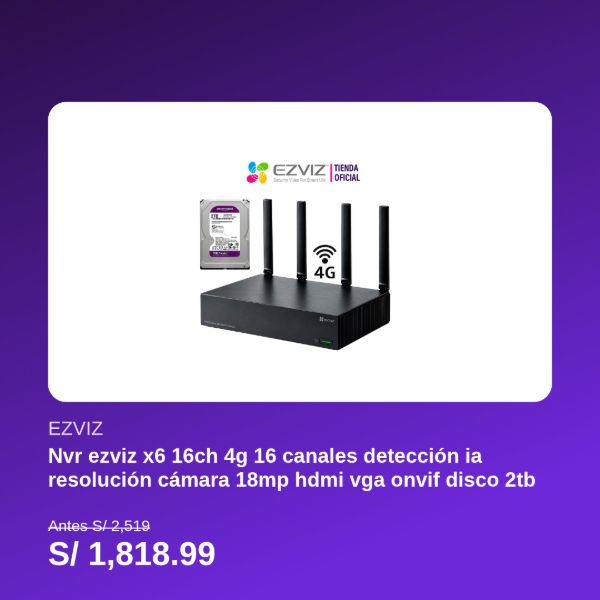 EZVIZ
TIENDA
OFICIAL
4G
EZVIZ
Nvr ezviz x6 16ch 4g 16 canales detección ia
resolución cámara 18mp hdmi vga onvif disco 2tb
Antes S/ 2,519
S/ 1,818.99